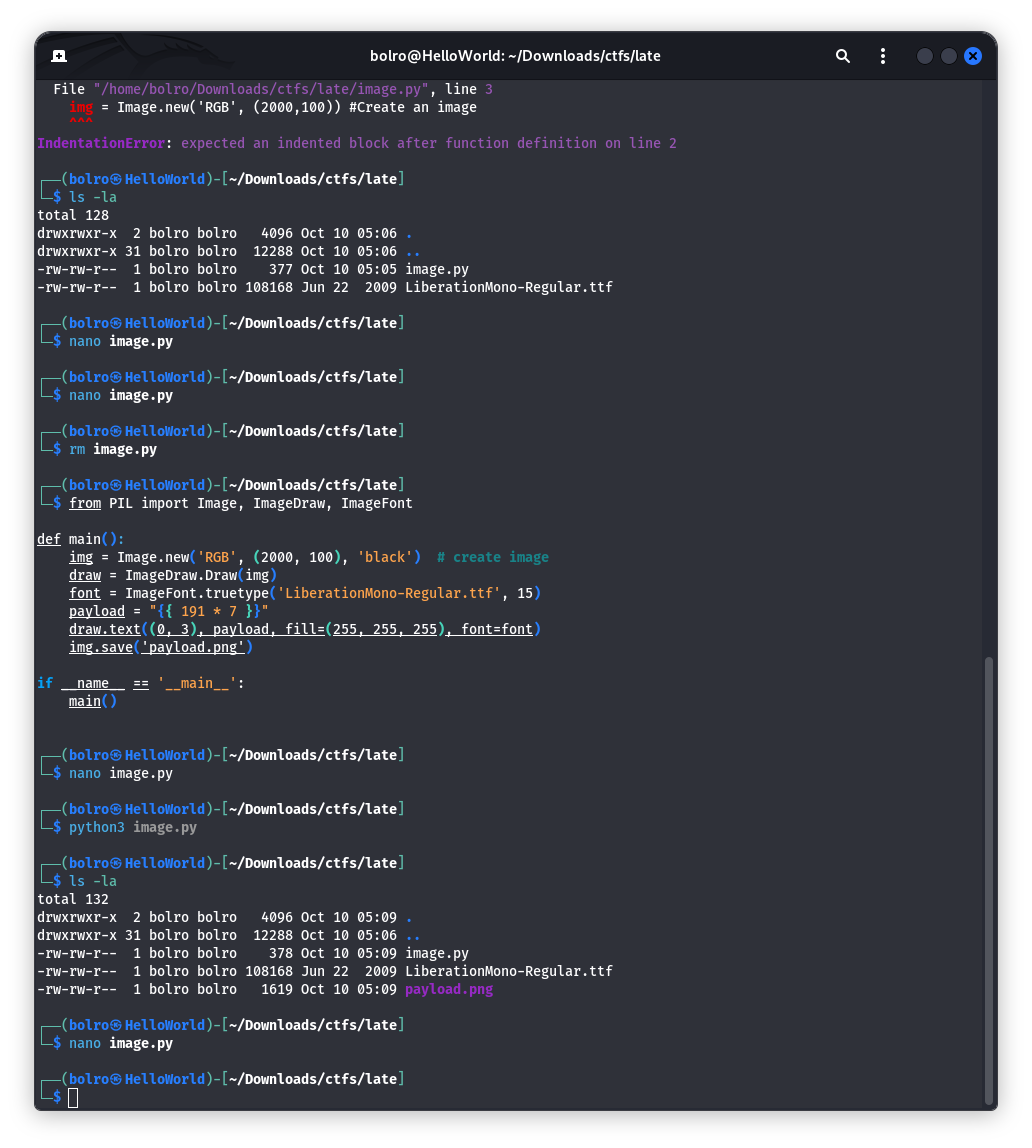 bolro@HelloWorld: ~/Downloads/ctfs/late
  File "/home/bolro/Downloads/ctfs/late/image.py", line 3
    img = Image.new('RGB', (2000,100)) #Create an image
    ^^^
IndentationError: expected an indented block after function definition on line 2

┌──(bolro㉿HelloWorld)-[~/Downloads/ctfs/late]
└─$ ls -la
total 128
drwxrwxr-x  2 bolro bolro   4096 Oct 10 05:06 .
drwxrwxr-x 31 bolro bolro  12288 Oct 10 05:06 ..
-rw-rw-r--  1 bolro bolro    377 Oct 10 05:05 image.py
-rw-rw-r--  1 bolro bolro 108168 Jun 22  2009 LiberationMono-Regular.ttf

┌──(bolro㉿HelloWorld)-[~/Downloads/ctfs/late]
└─$ nano image.py

┌──(bolro㉿HelloWorld)-[~/Downloads/ctfs/late]
└─$ nano image.py

┌──(bolro㉿HelloWorld)-[~/Downloads/ctfs/late]
└─$ rm image.py

┌──(bolro㉿HelloWorld)-[~/Downloads/ctfs/late]
└─$ from PIL import Image, ImageDraw, ImageFont

def main():
    img = Image.new('RGB', (2000, 100), 'black')  # create image
    draw = ImageDraw.Draw(img)
    font = ImageFont.truetype('LiberationMono-Regular.ttf', 15)
    payload = "{{ 191 * 7 }}"
    draw.text((0, 3), payload, fill=(255, 255, 255), font=font)
    img.save('payload.png')

if __name__ == '__main__':
    main()


┌──(bolro㉿HelloWorld)-[~/Downloads/ctfs/late]
└─$ nano image.py

┌──(bolro㉿HelloWorld)-[~/Downloads/ctfs/late]
└─$ python3 image.py

┌──(bolro㉿HelloWorld)-[~/Downloads/ctfs/late]
└─$ ls -la
total 132
drwxrwxr-x  2 bolro bolro   4096 Oct 10 05:09 .
drwxrwxr-x 31 bolro bolro  12288 Oct 10 05:06 ..
-rw-rw-r--  1 bolro bolro    378 Oct 10 05:09 image.py
-rw-rw-r--  1 bolro bolro 108168 Jun 22  2009 LiberationMono-Regular.ttf
-rw-rw-r--  1 bolro bolro   1619 Oct 10 05:09 payload.png

┌──(bolro㉿HelloWorld)-[~/Downloads/ctfs/late]
└─$ nano image.py

┌──(bolro㉿HelloWorld)-[~/Downloads/ctfs/late]
└─$